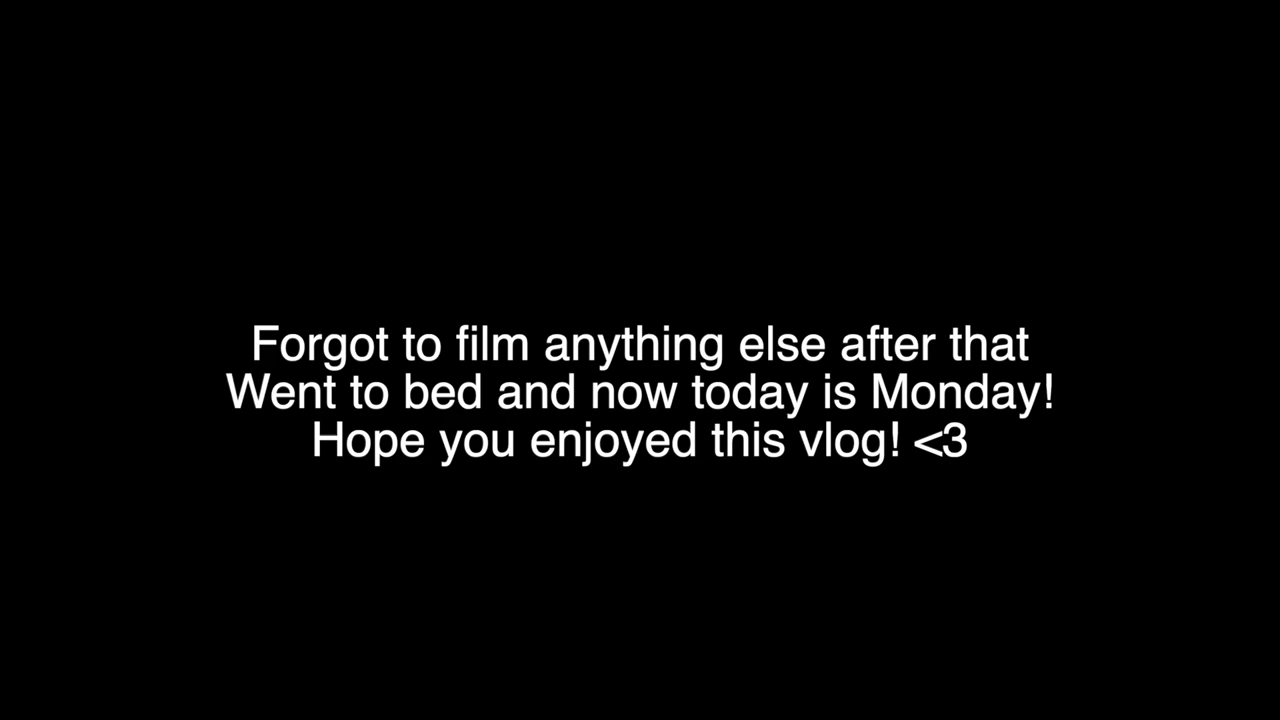 Forgot to film anything else after that
Went to bed and now today is Monday!
Hope you enjoyed this vlog! <3